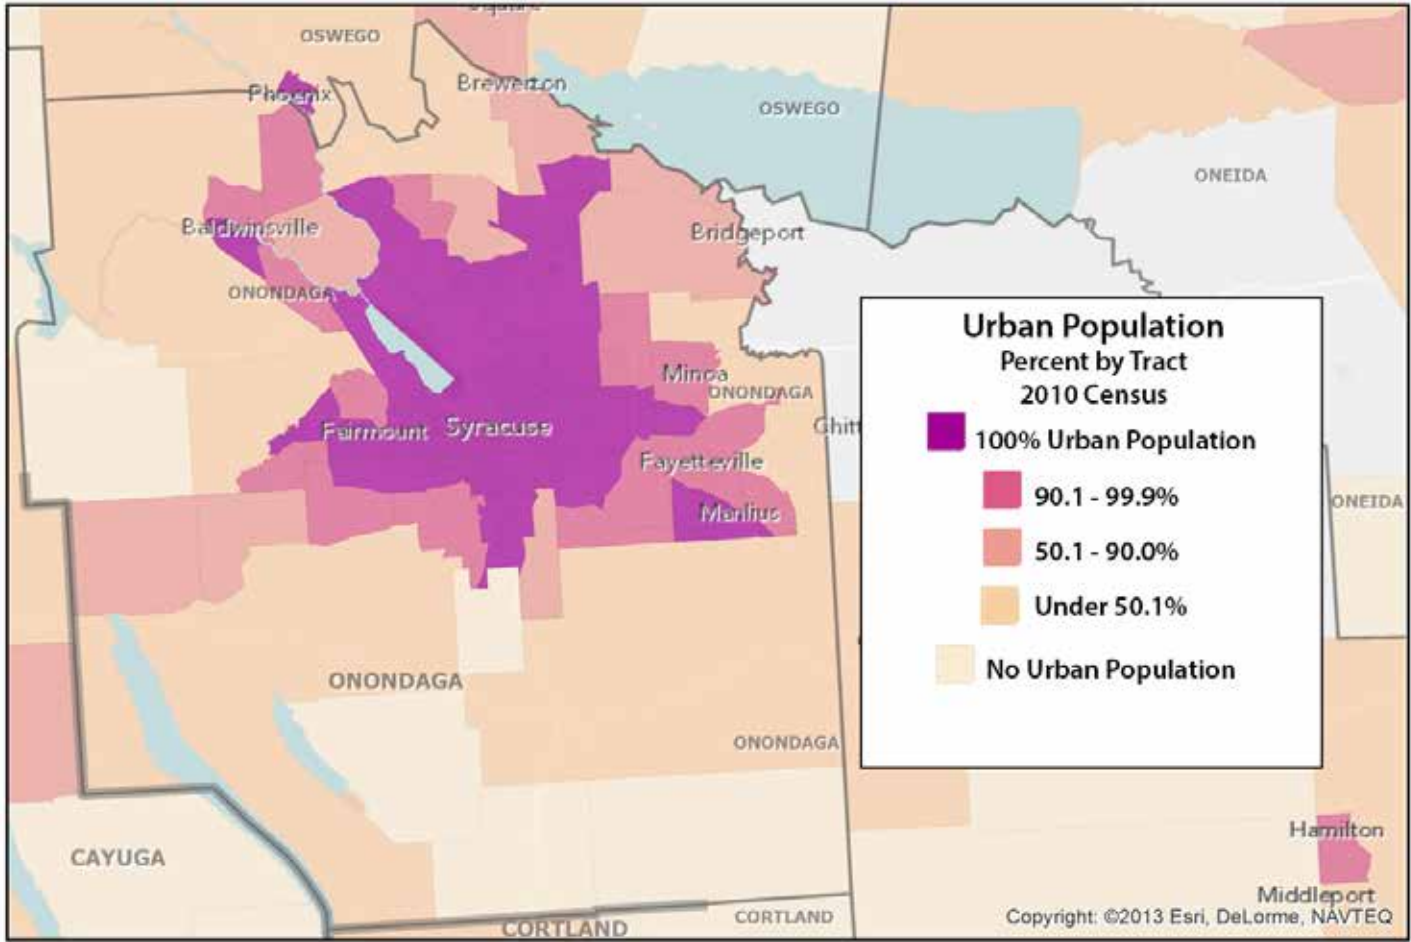 Square
OSWEGO
Phoenix
Brewerton
OSWEGO
ONEIDA
Baldwinsville
Bridgeport
ONONDAGA
Urban Population
Percent by Tract
2010 Census
100% Urban Population
90.1 - 99.9%
50.1 - 90.0%
Under 50.1%
No Urban Population
Minoa
ONONDAGA
Fairmount
Syracuse
Chitt
Fayetteville
ONEIDA
Manlius
ONONDAGA
ONONDAGA
CAYUGA
Hamilton
Middleport
CORTLAND
CORTLAND
Copyright: ©2013 Esri, DeLorme, NAVTEQ